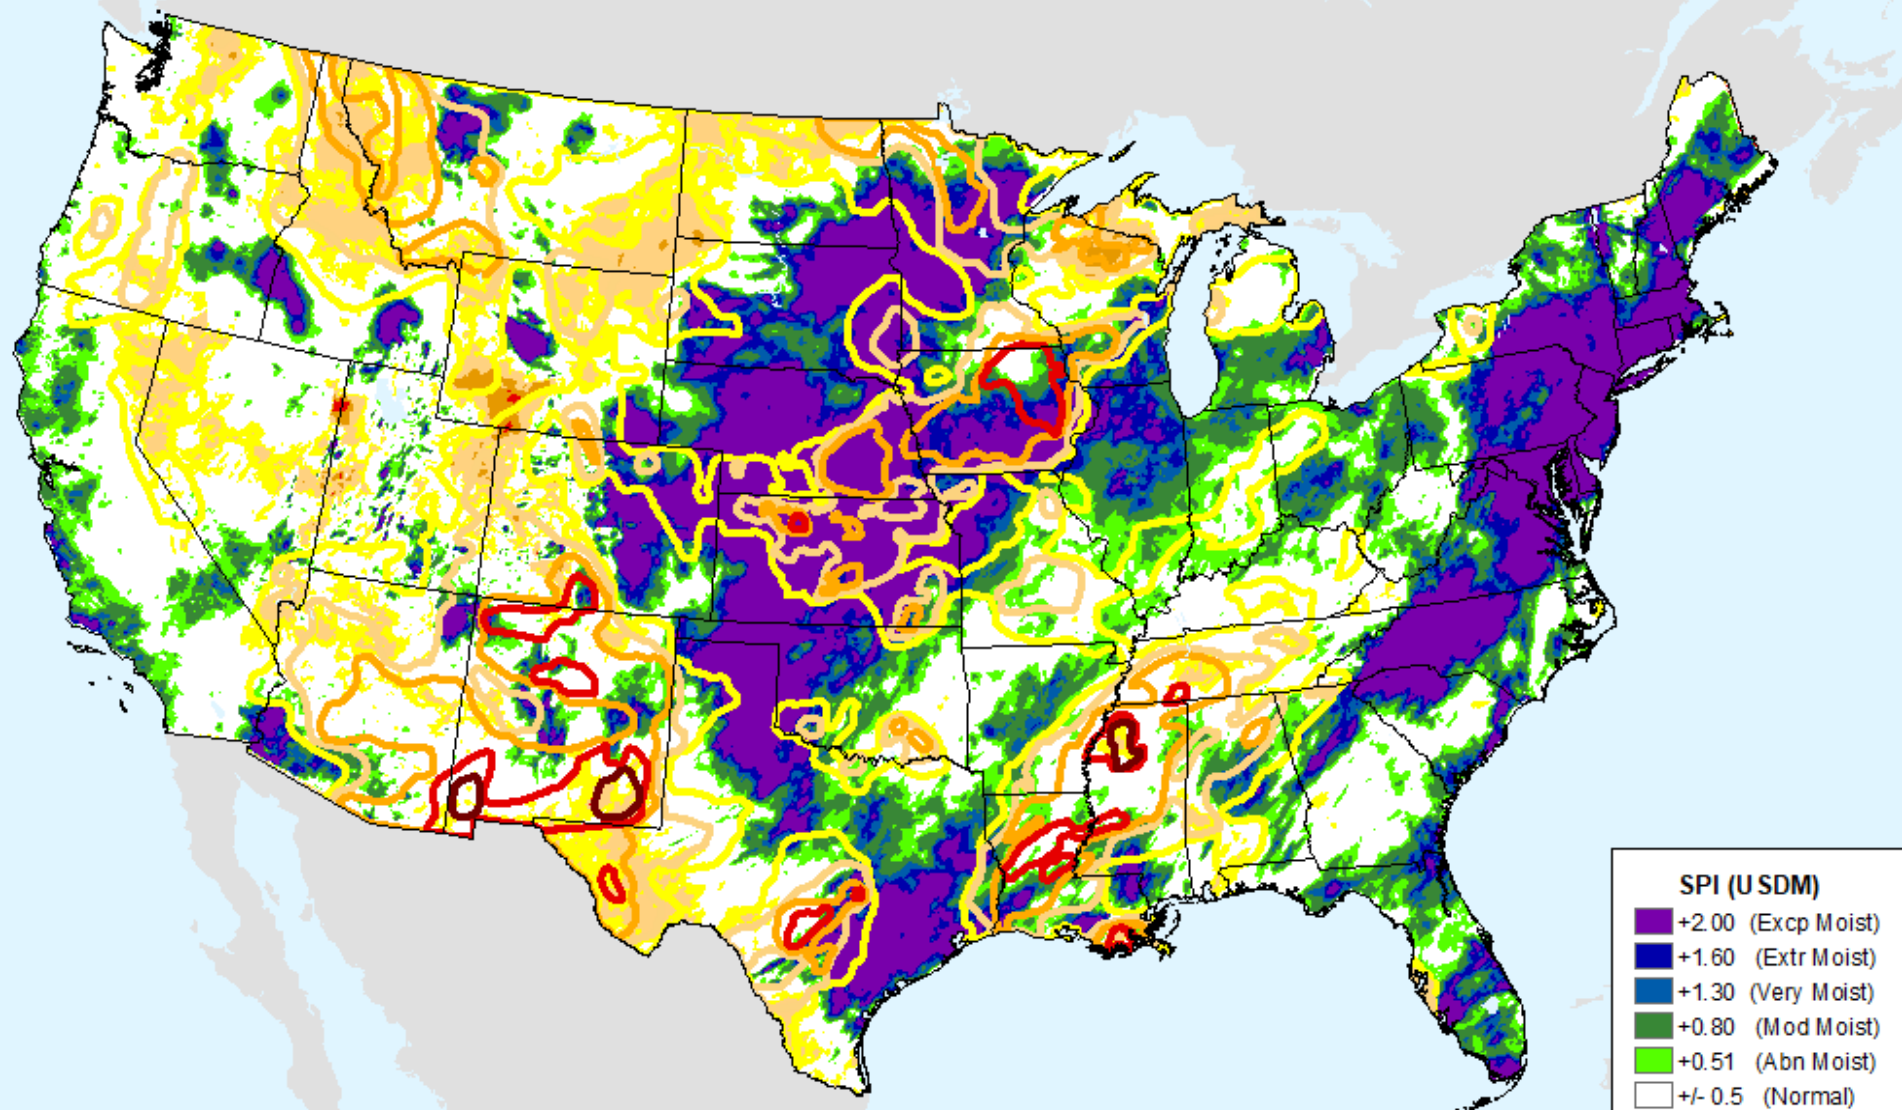 SPI (USDM)
+2.00 (Excp Moist)
+1.60 (Extr Moist)
+1.30 (Very Moist)
+0.80 (Mod Moist)
+0.51 (Abn Moist)
+/- 0.5 (Normal)